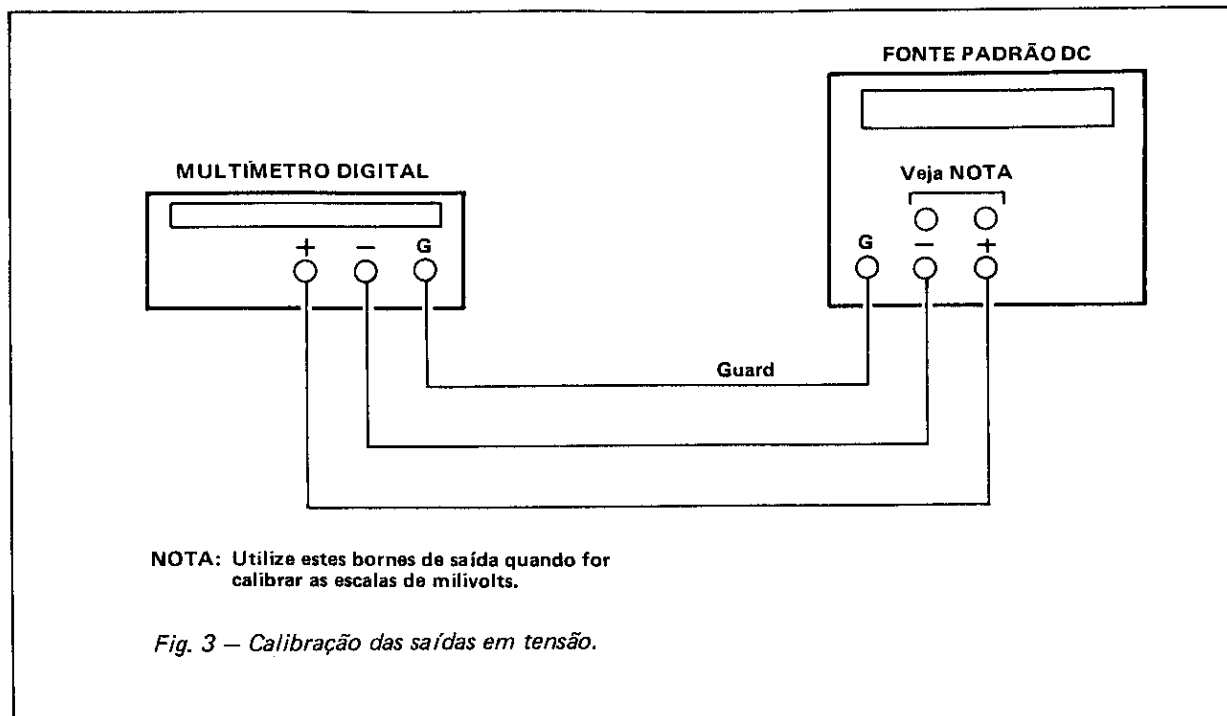 FONTE PADRÃO DC
MULTÍMETRO DIGITAL
Veja NOTA
+ − G
G − +
Guard
NOTA: Utilize estes bornes de saída quando for
calibrar as escalas de milivolts.
Fig. 3 — Calibração das saídas em tensão.